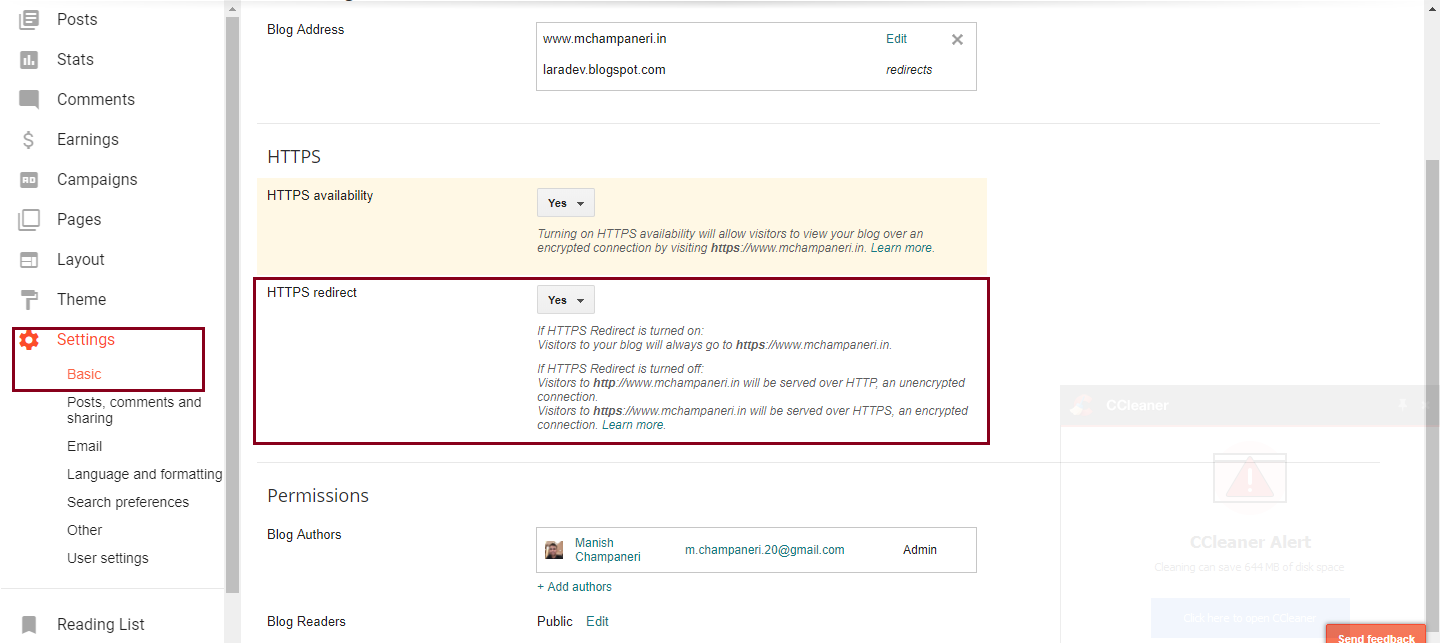 Posts
Stats
Comments
Earnings
Campaigns
Pages
Layout
Theme
Settings
Basic
Posts, comments and
sharing
Email
Language and formatting
Search preferences
Other
User settings
Reading List
Blog Address
www.mchampaneri.in Edit
laradev.blogspot.com redirects
HTTPS
HTTPS availability Yes
Turning on HTTPS availability will allow visitors to view your blog over an
encrypted connection by visiting https://www.mchampaneri.in. Learn more.
HTTPS redirect Yes
If HTTPS Redirect is turned on:
Visitors to your blog will always go to https://www.mchampaneri.in.
If HTTPS Redirect is turned off:
Visitors to http://www.mchampaneri.in will be served over HTTP, an unencrypted
connection.
Visitors to https://www.mchampaneri.in will be served over HTTPS, an encrypted
connection. Learn more.
Permissions
Blog Authors
Manish
Champaneri
m.champaneri.20@gmail.com Admin
+ Add authors
Blog Readers Public Edit
CCleaner
CCleaner Alert
Cleaning can save 644 MB of disk space
Click here to open CCleaner
Send feedback